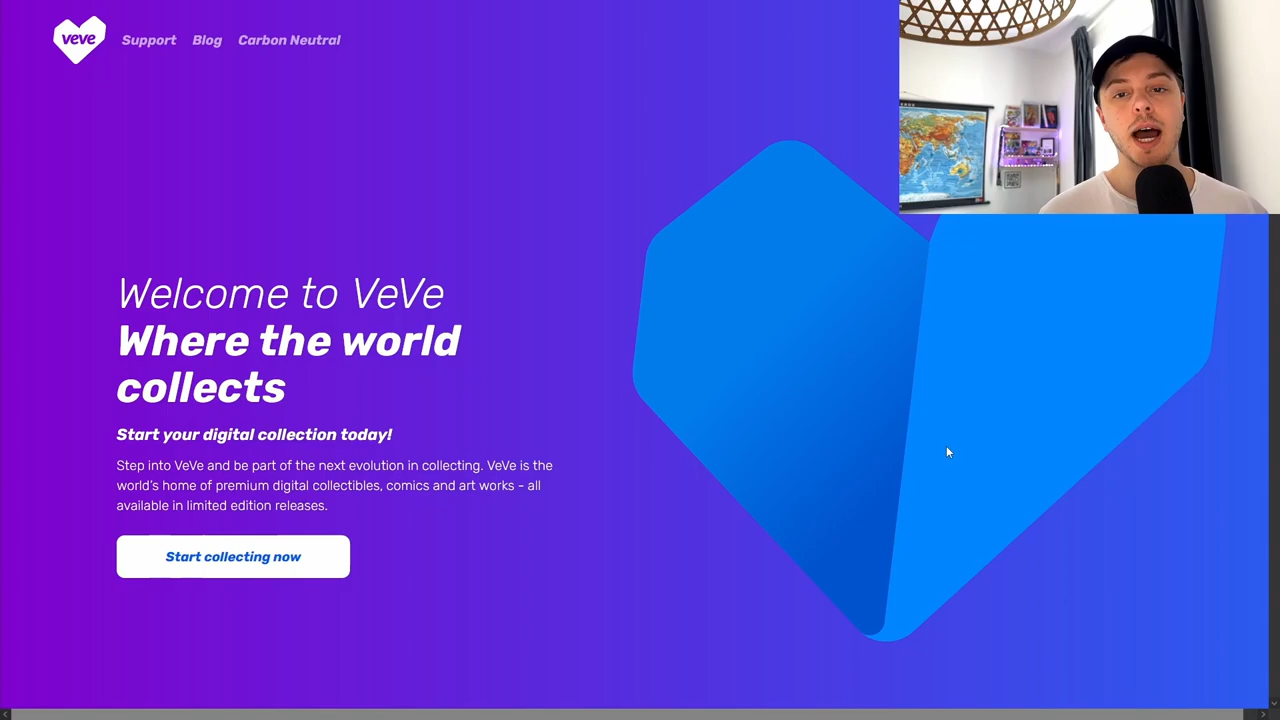 veve
Support Blog Carbon Neutral
Welcome to VeVe
Where the world
collects
Start your digital collection today!
Step into VeVe and be part of the next evolution in collecting. VeVe is the
world's home of premium digital collectibles, comics and art works - all
available in limited edition releases.
Start collecting now